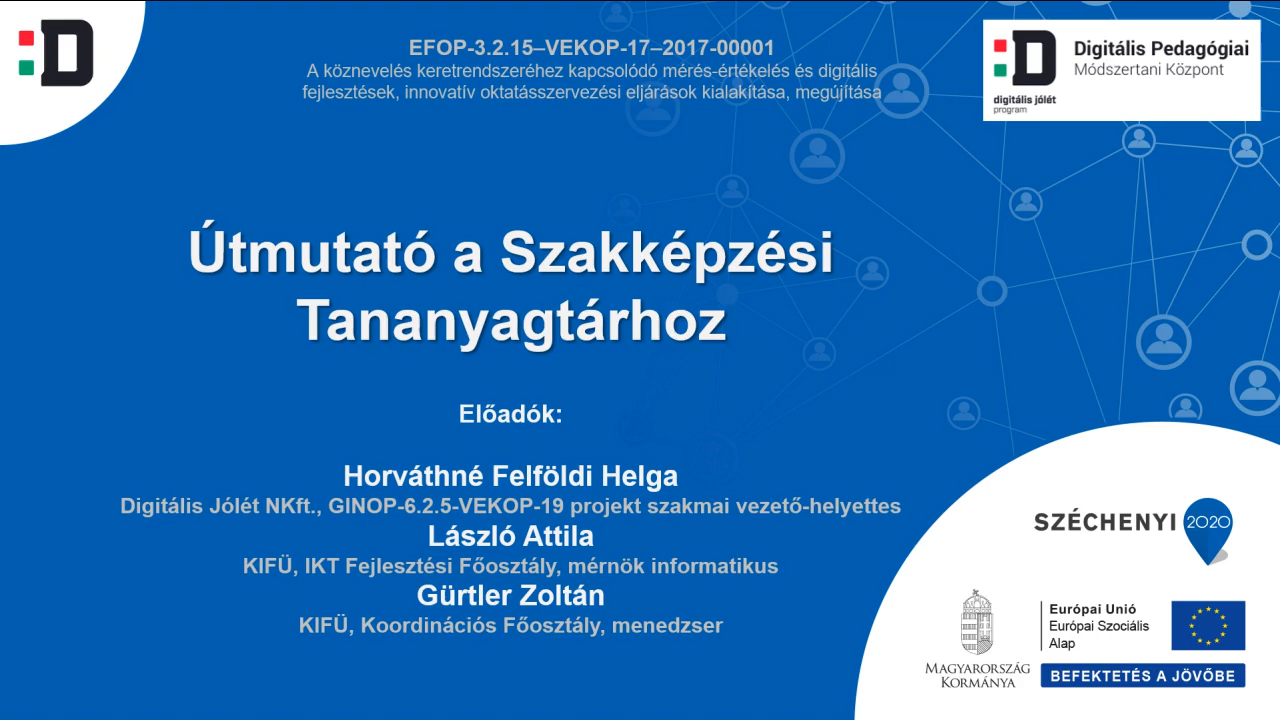 EFOP-3.2.15–VEKOP-17–2017-00001
A köznevelés keretrendszeréhez kapcsolódó mérés-értékelés és digitális
fejlesztések, innovatív oktatásszervezési eljárások kialakítása, megújítása
Digitális Pedagógiai
Módszertani Központ
digitális jólét
program
Útmutató a Szakképzési
Tananyagtárhoz
Előadók:
Horváthné Felföldi Helga
Digitális Jólét NKft., GINOP-6.2.5-VEKOP-19 projekt szakmai vezető-helyettes
László Attila
KIFÜ, IKT Fejlesztési Főosztály, mérnök informatikus
Gürtler Zoltán
KIFÜ, Koordinációs Főosztály, menedzser
SZÉCHENYI 2020
Magyarország
Kormánya
Európai Unió
Európai Szociális
Alap
BEFEKTETÉS A JÖVŐBE